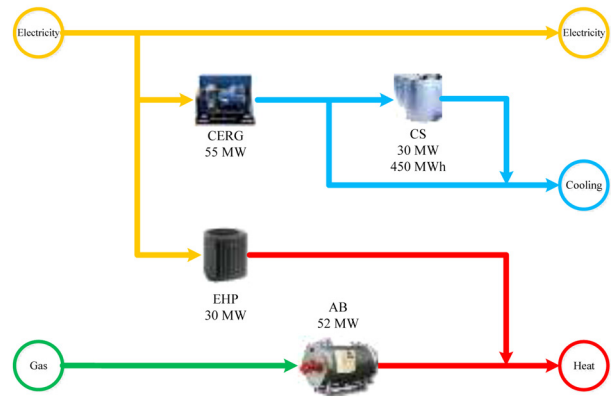 Electricity
Electricity
CERG
55 MW
CS
30 MW
450 MWh
Cooling
EHP
30 MW
AB
52 MW
Gas
Heat